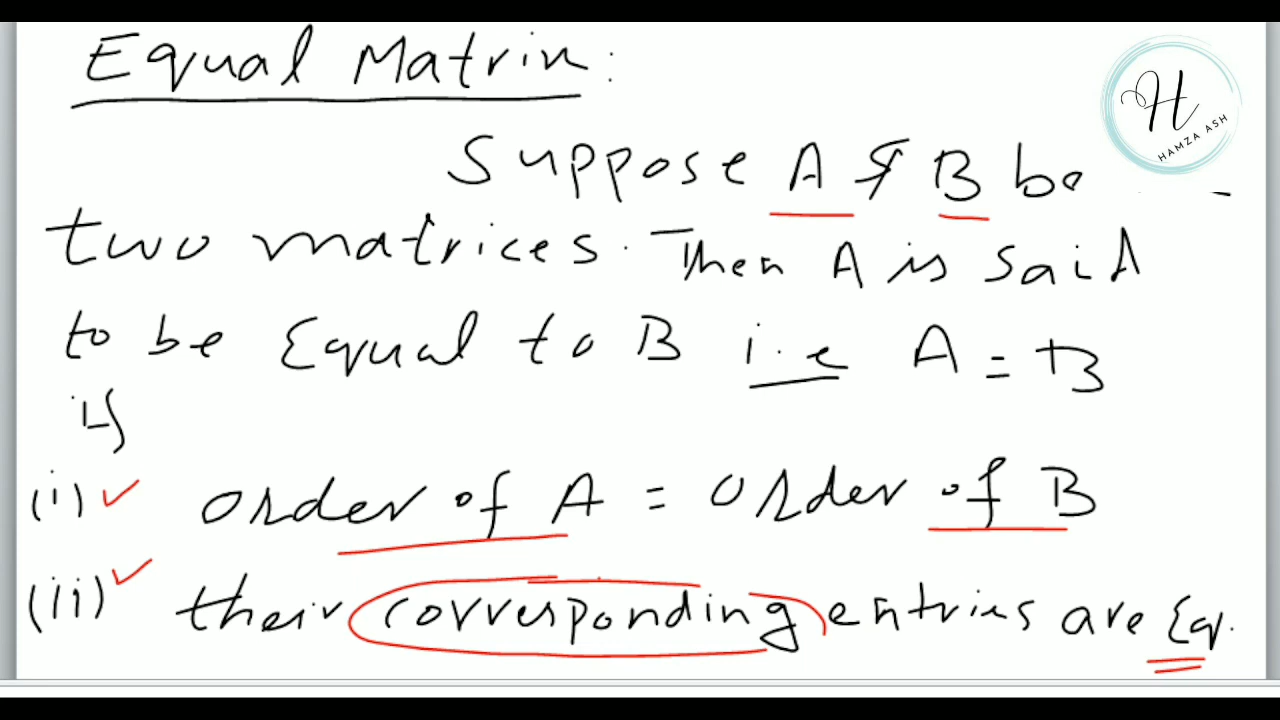 Equal Matrix:
Suppose A & B be
two matrices. Then A is said
to be Equal to B i.e A = B
if
(i) order of A = order of B
(ii) their corresponding entries are Eq.
H
HAMZA ASH